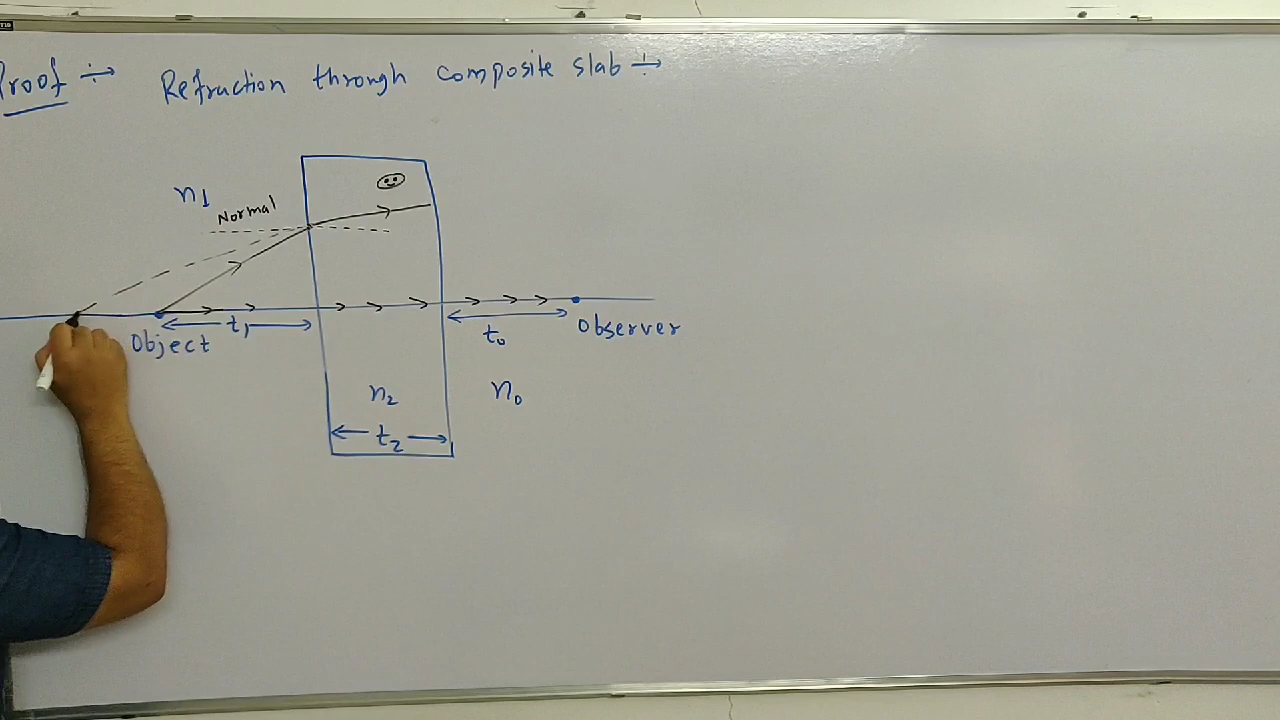 Proof ÷→ Refraction through composite slab ÷→
n₁
Normal
t₁
Object
t₀
Observer
n₂
n₀
t₂